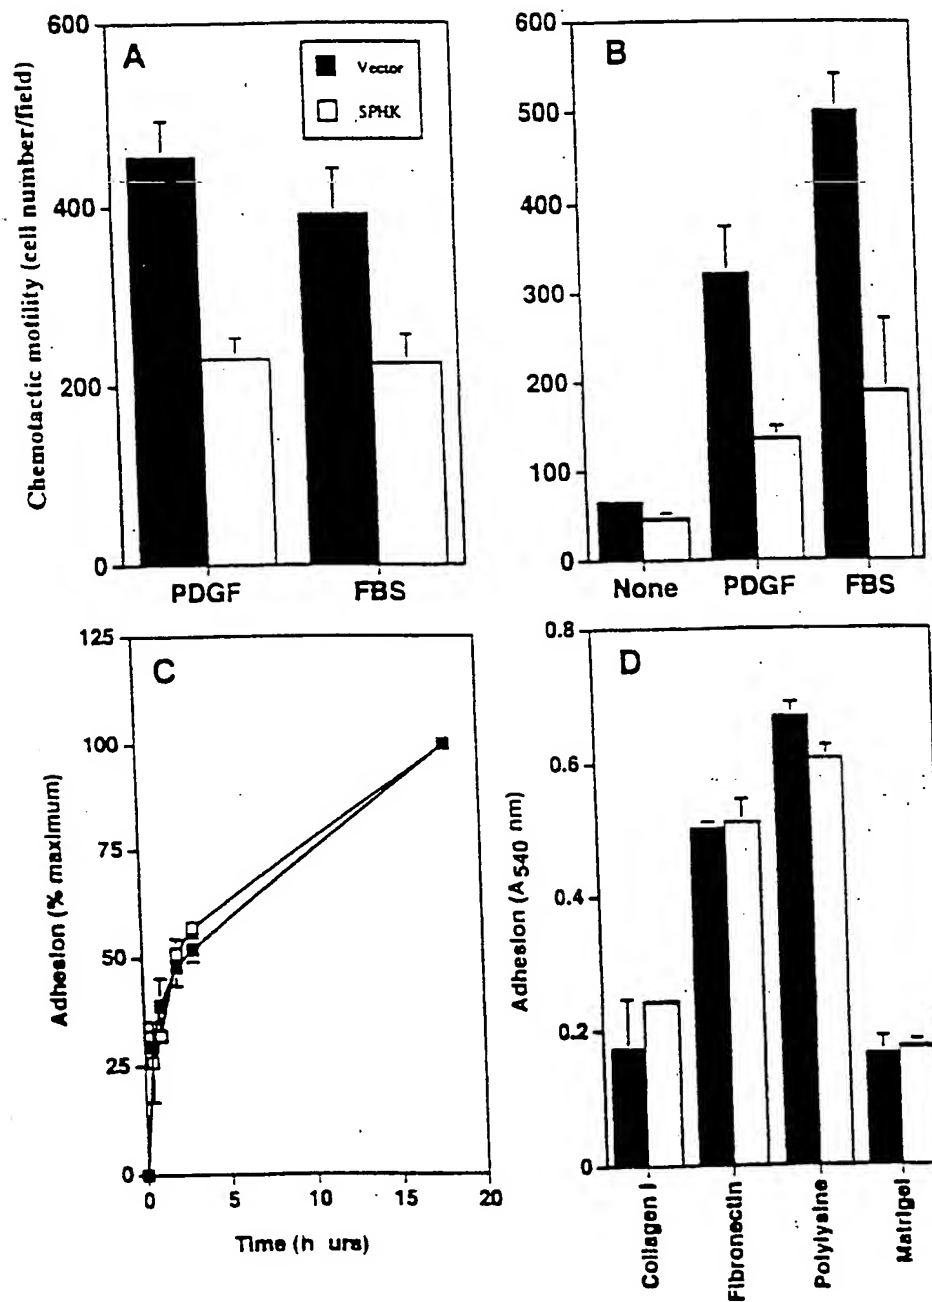 A
Vector
SPHK
Chemotactic motility (cell number/field)
600
400
200
0
PDGF
FBS
B
600
500
400
300
200
100
0
None
PDGF
FBS
C
Adhesion (% maximum)
125
100
75
50
25
0
0
5
10
15
20
Time (h urs)
D
Adhesion (A540 nm)
0.8
0.6
0.4
0.2
0
Collagen I
Fibronectin
Polylysine
Matrigel